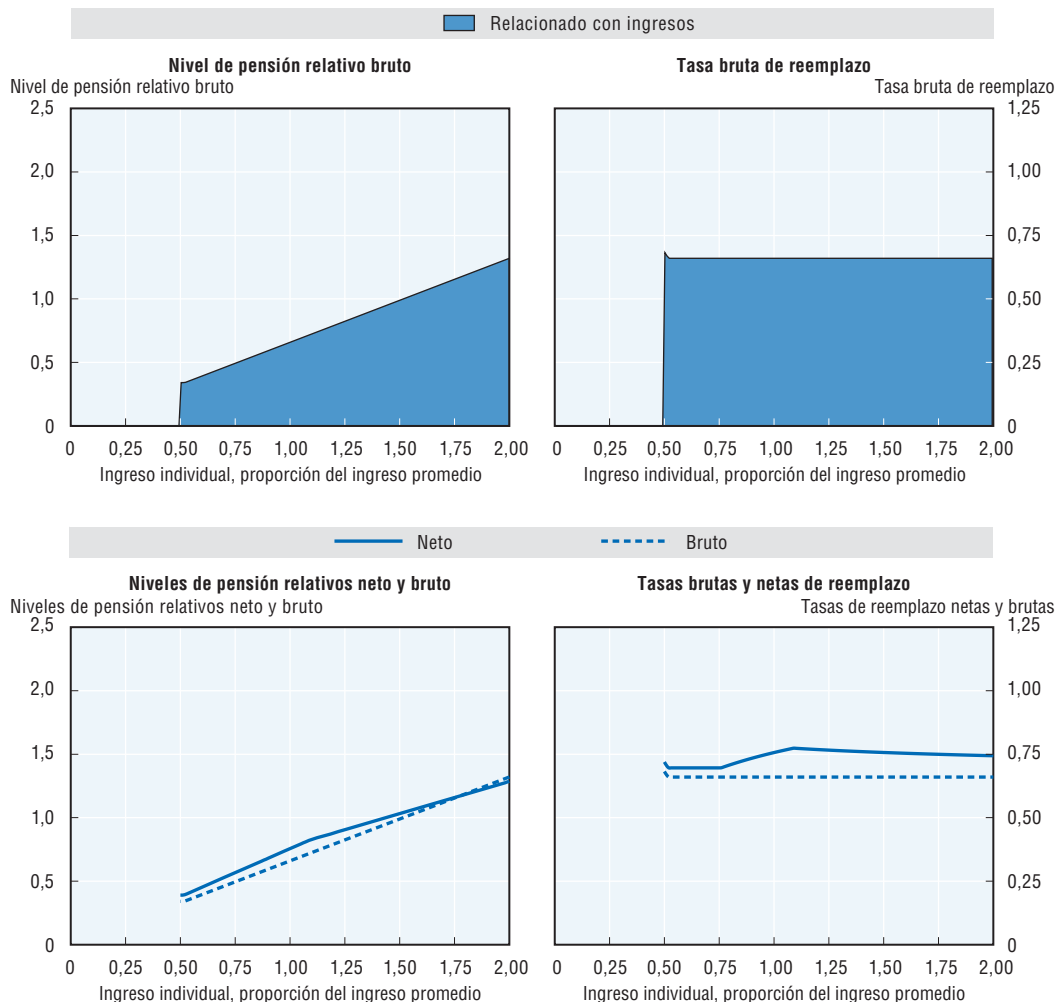 Relacionado con ingresos
Nivel de pensión relativo bruto
Nivel de pensión relativo bruto
2,5
2,0
1,5
1,0
0,5
0
0 0,25 0,50 0,75 1,00 1,25 1,50 1,75 2,00
Ingreso individual, proporción del ingreso promedio
Tasa bruta de reemplazo
Tasa bruta de reemplazo
1,25
1,00
0,75
0,50
0,25
0
0 0,25 0,50 0,75 1,00 1,25 1,50 1,75 2,00
Ingreso individual, proporción del ingreso promedio
Neto Bruto
Niveles de pensión relativos neto y bruto
Niveles de pensión relativos neto y bruto
2,5
2,0
1,5
1,0
0,5
0
0 0,25 0,50 0,75 1,00 1,25 1,50 1,75 2,00
Ingreso individual, proporción del ingreso promedio
Tasas brutas y netas de reemplazo
Tasas de reemplazo netas y brutas
1,25
1,00
0,75
0,50
0,25
0
0 0,25 0,50 0,75 1,00 1,25 1,50 1,75 2,00
Ingreso individual, proporción del ingreso promedio